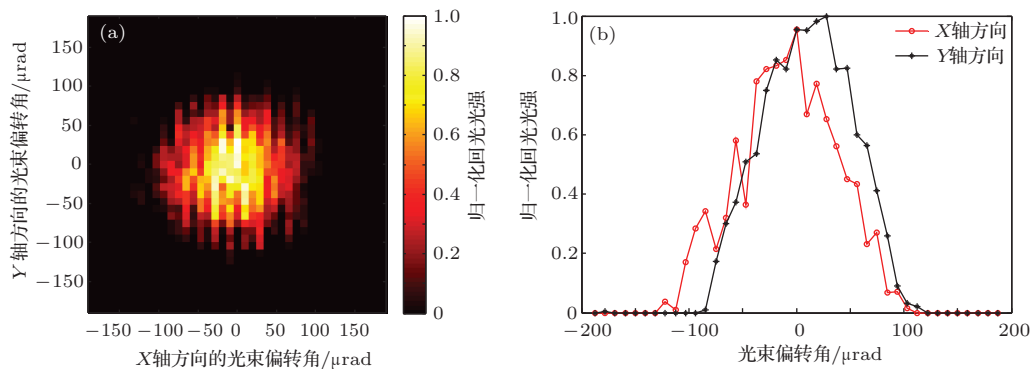 (a)
150
100
50
0
−50
−100
−150
Y 轴方向的光束偏转角/μrad
−150 −100 −50 0 50 100 150
X轴方向的光束偏转角/μrad
1.0
0.8
0.6
0.4
0.2
0
归一化回光光强
(b)
1.0
0.8
0.6
0.4
0.2
0
归一化回光光强
X轴方向
Y轴方向
−200 −100 0 100 200
光束偏转角/μrad